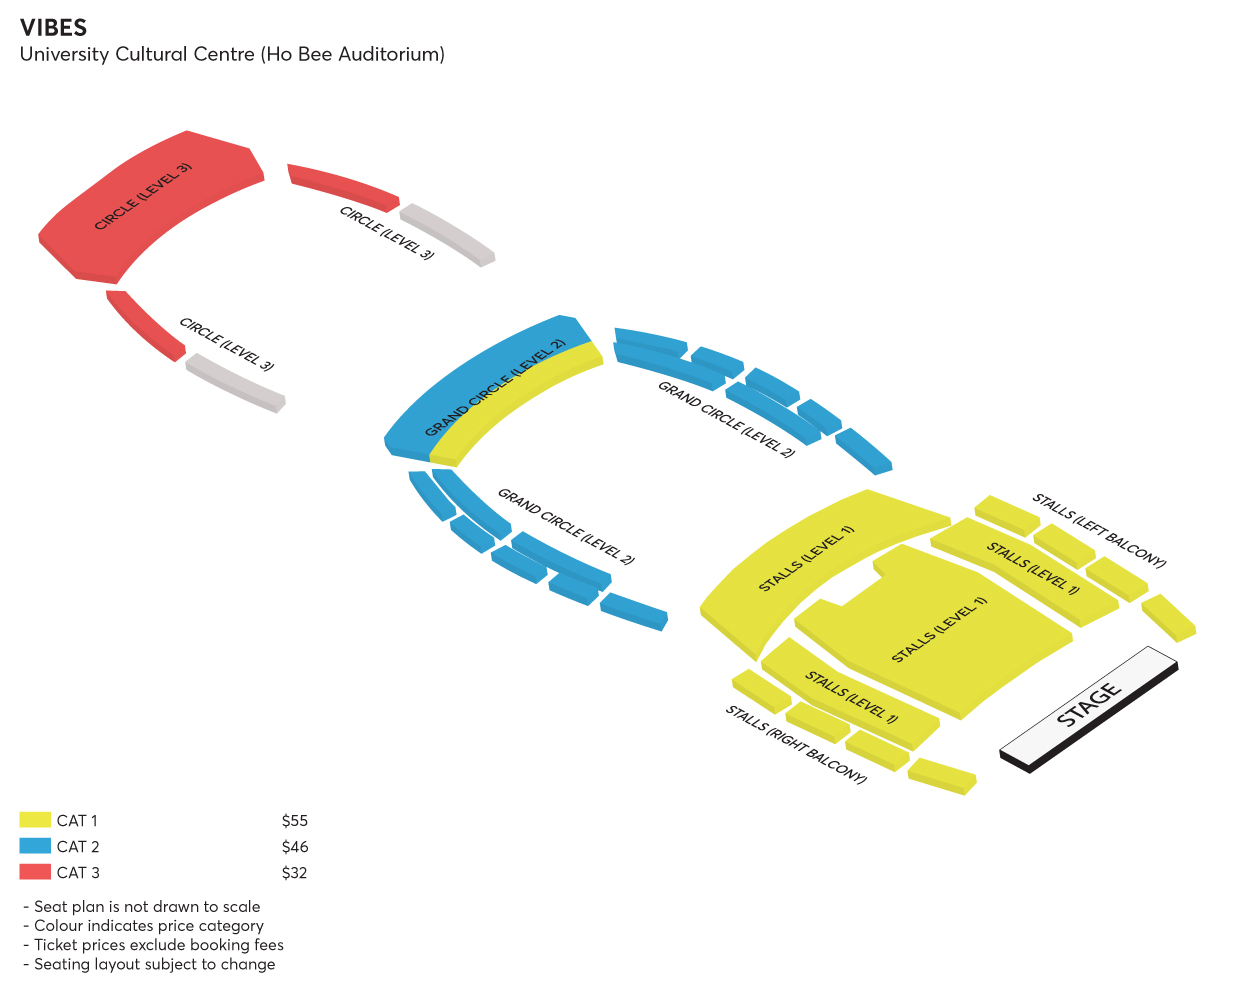 VIBES
University Cultural Centre (Ho Bee Auditorium)
CIRCLE (LEVEL 3)
CIRCLE (LEVEL 3)
CIRCLE (LEVEL 3)
GRAND CIRCLE (LEVEL 2)
GRAND CIRCLE (LEVEL 2)
GRAND CIRCLE (LEVEL 2)
STALLS (LEVEL 1)
STALLS (LEFT BALCONY)
STALLS (LEVEL 1)
STALLS (LEVEL 1)
STALLS (LEVEL 1)
STALLS (RIGHT BALCONY)
STAGE
CAT 1 $55
CAT 2 $46
CAT 3 $32
- Seat plan is not drawn to scale
- Colour indicates price category
- Ticket prices exclude booking fees
- Seating layout subject to change